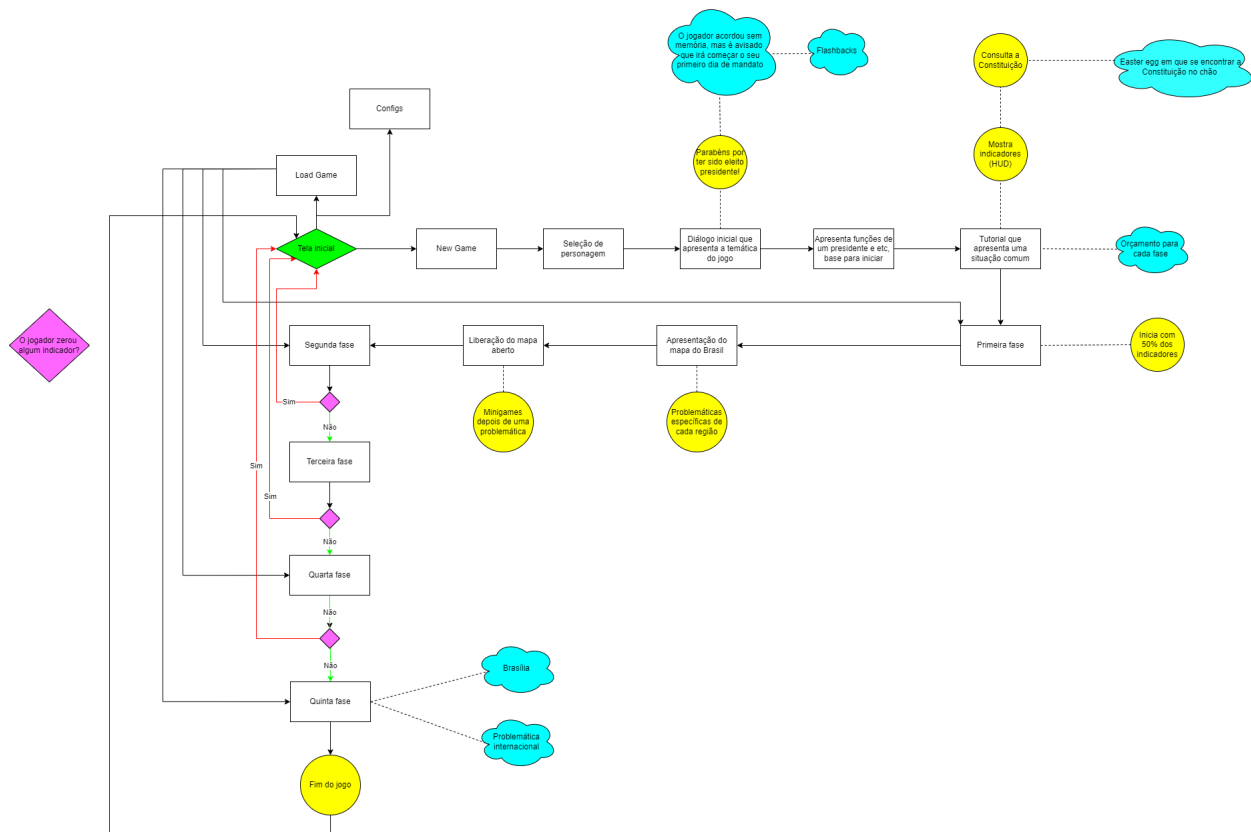 O jogador acordou sem
memória, mas é avisado
que irá começar o seu
primeiro dia de mandato
Flashbacks
Consulta a
Constituição
Easter egg em que se encontrar a
Constituição no chão
Configs
Load Game
Parabéns por
ter sido eleito
presidente!
Mostra
indicadores
(HUD)
Tela inicial
New Game
Seleção de
personagem
Diálogo inicial que
apresenta a temática
do jogo
Apresenta funções de
um presidente e etc,
base para iniciar
Tutorial que
apresenta uma
situação comum
Orçamento para
cada fase
O jogador zerou
algum indicador?
Segunda fase
Liberação do mapa
aberto
Apresentação do
mapa do Brasil
Primeira fase
Inicia com
50% dos
indicadores
Sim
Não
Minigames
depois de uma
problemática
Problemáticas
específicas de
cada região
Terceira fase
Sim
Sim
Não
Quarta fase
Não
Não
Brasília
Quinta fase
Problemática
internacional
Fim do jogo